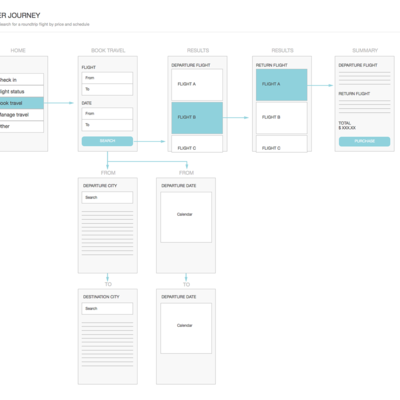 ER JOURNEY
search for a roundtrip flight by price and schedule
HOME
heck in
light status
ook travel
Manage travel
ther
BOOK TRAVEL
FLIGHT
From
To
DATE
From
To
SEARCH
RESULTS
DEPARTURE FLIGHT
FLIGHT A
FLIGHT B
FLIGHT C
RESULTS
RETURN FLIGHT
FLIGHT A
FLIGHT B
FLIGHT C
SUMMARY
DEPARTURE FLIGHT
RETURN FLIGHT
TOTAL
$ XXX.XX
PURCHASE
FROM
DEPARTURE CITY
Search
FROM
DEPARTURE DATE
Calendar
TO
DESTINATION CITY
Search
TO
DEPARTURE DATE
Calendar